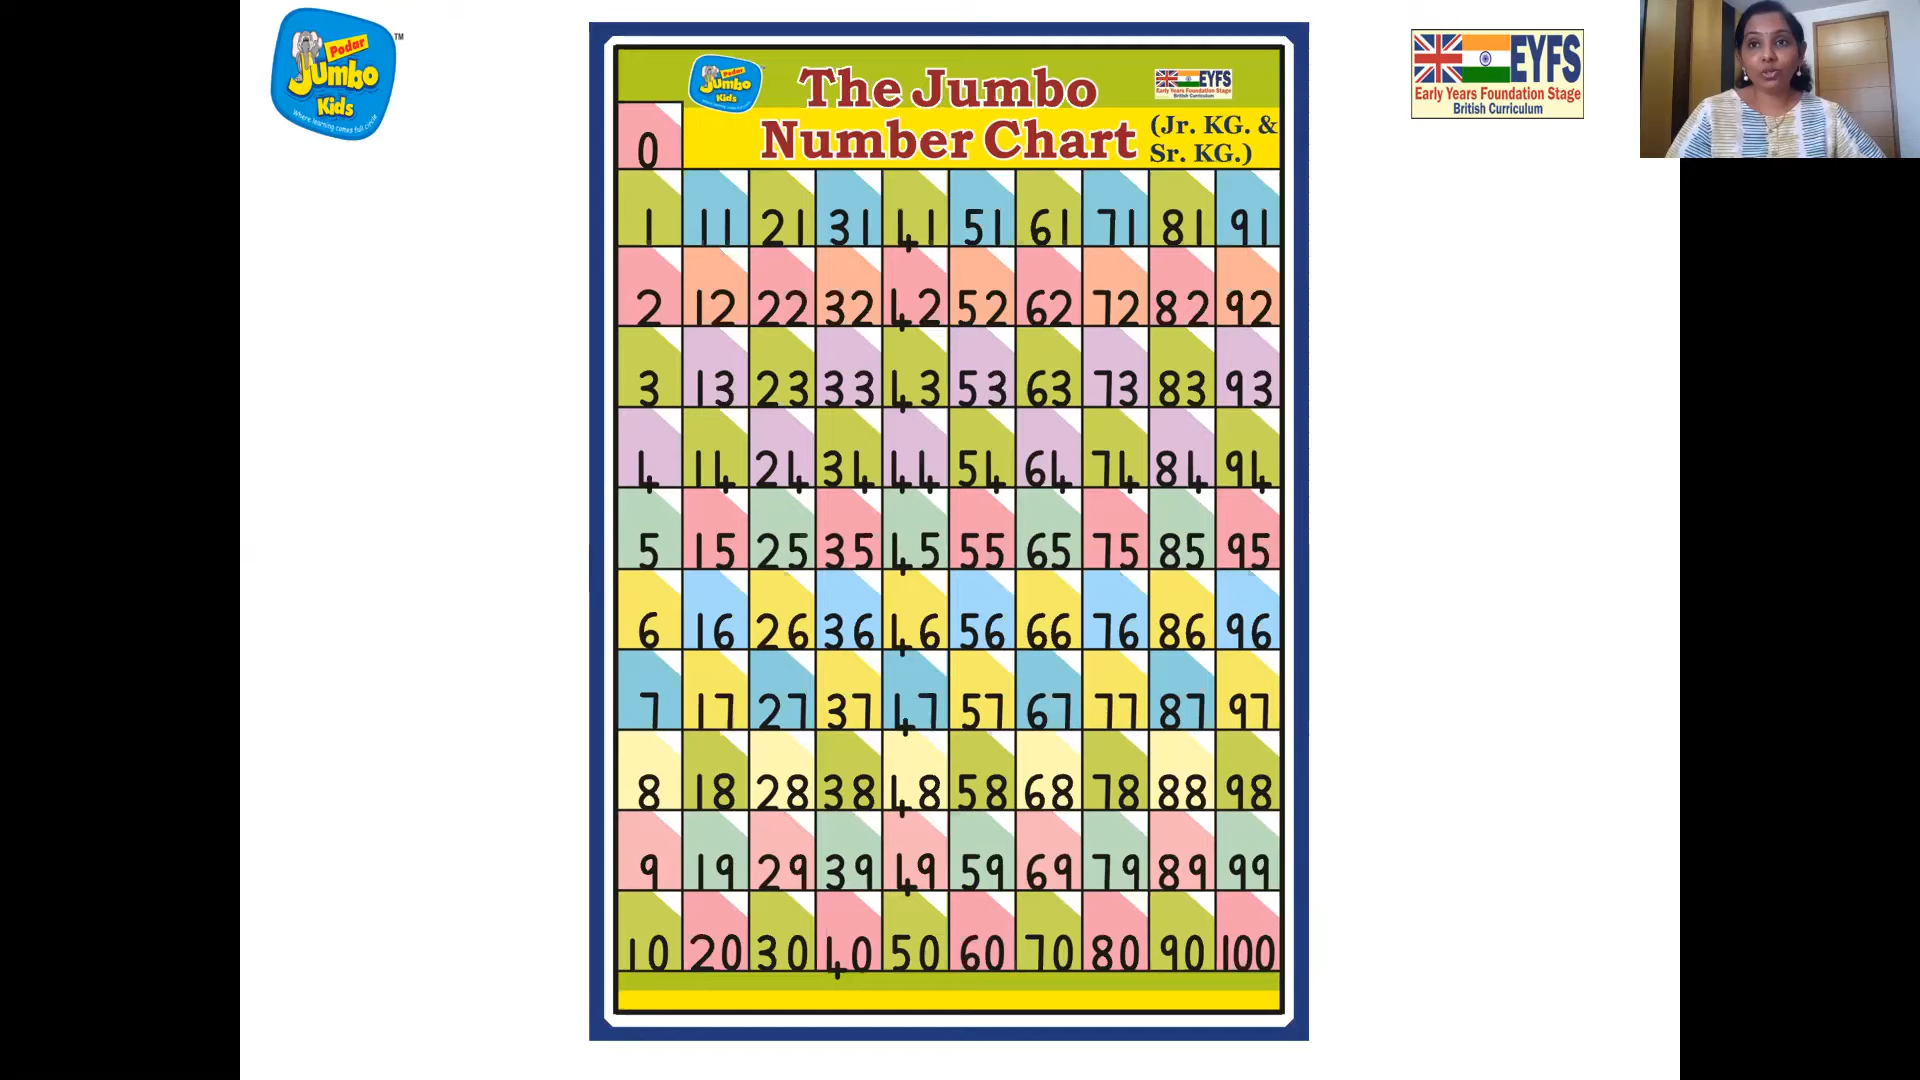 Podar
Jumbo
Kids
Where learning comes full circle
TM
EYFS
Early Years Foundation Stage
British Curriculum
Podar
Jumbo
Kids
The Jumbo
Number Chart
(Jr. KG. &
Sr. KG.)
EYFS
Early Years Foundation Stage
British Curriculum
0
1 11 21 31 41 51 61 71 81 91
2 12 22 32 42 52 62 72 82 92
3 13 23 33 43 53 63 73 83 93
4 14 24 34 44 54 64 74 84 94
5 15 25 35 45 55 65 75 85 95
6 16 26 36 46 56 66 76 86 96
7 17 27 37 47 57 67 77 87 97
8 18 28 38 48 58 68 78 88 98
9 19 29 39 49 59 69 79 89 99
10 20 30 40 50 60 70 80 90 100